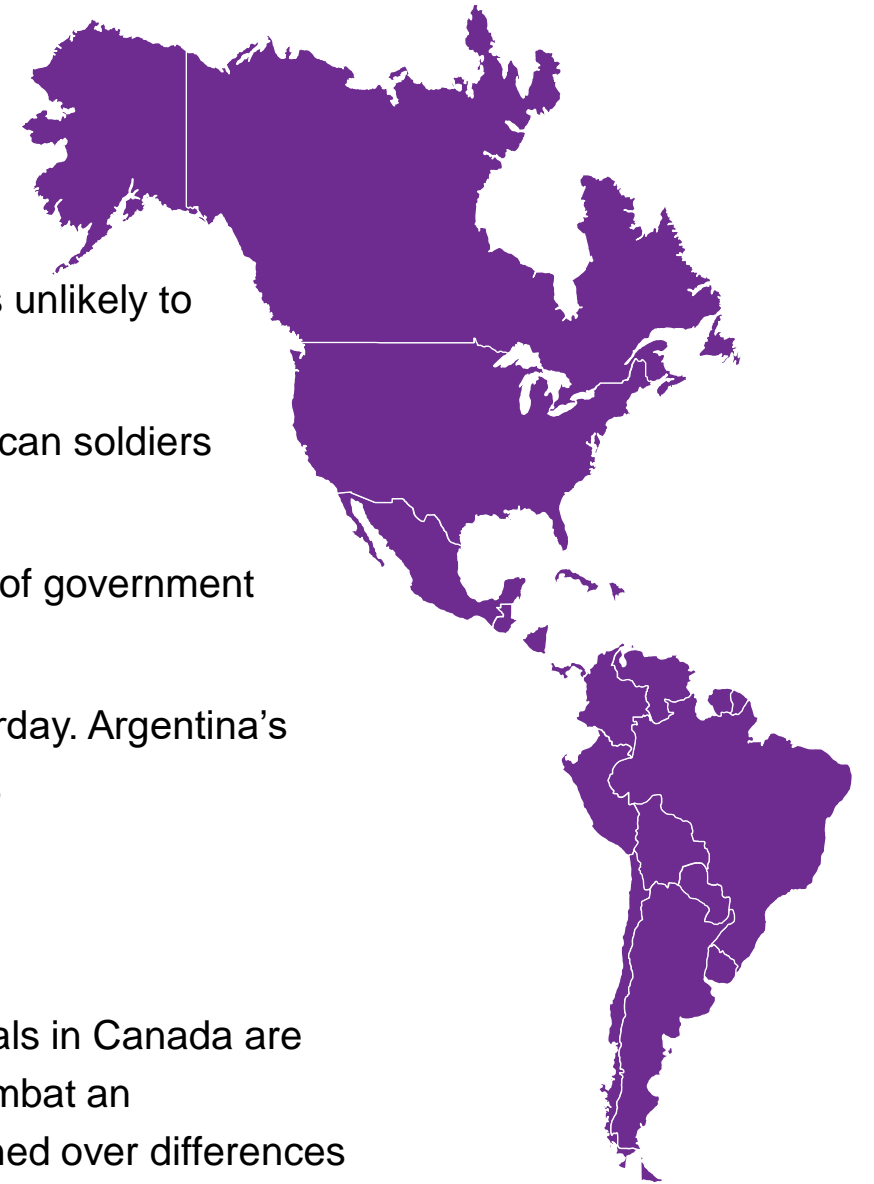 unlikely to
can soldiers
of government
rday. Argentina’s
als in Canada are
mbat an
ned over differences